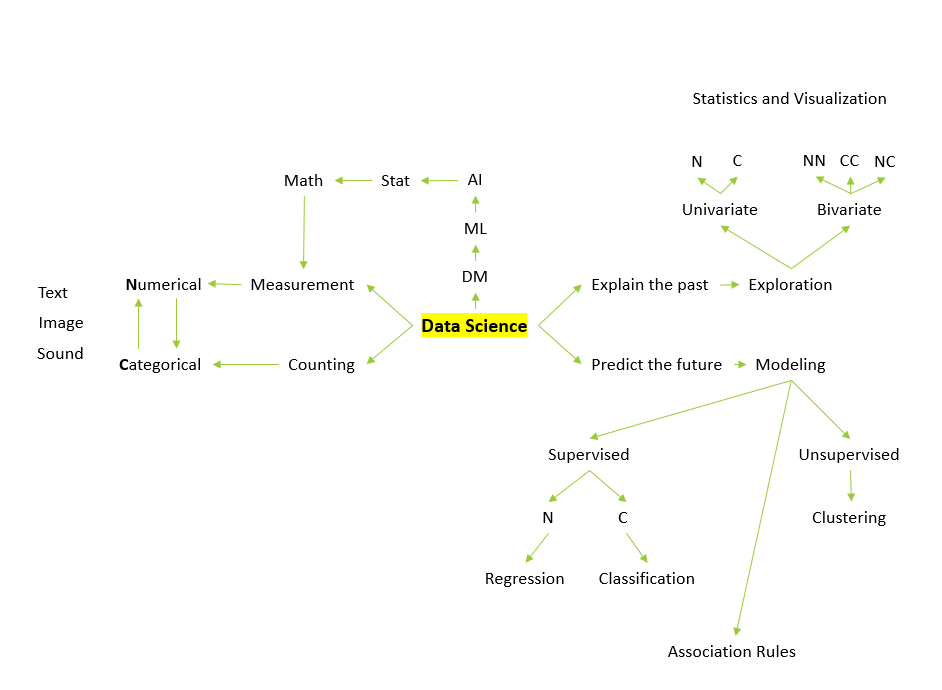 Statistics and Visualization
N C NN CC NC
Math Stat AI
Univariate Bivariate
ML
DM
Numerical Measurement Explain the past Exploration
Text
Image
Data Science
Sound
Categorical Counting Predict the future Modeling
Supervised Unsupervised
N C Clustering
Regression Classification
Association Rules